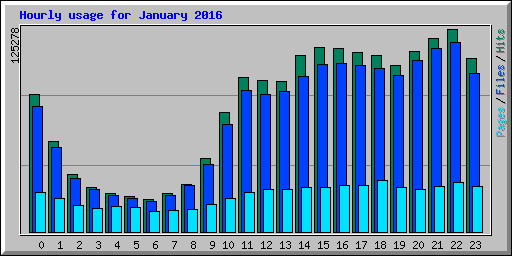 Hourly usage for January 2016
125278
Pages/Files/Hits
0 1 2 3 4 5 6 7 8 9 10 11 12 13 14 15 16 17 18 19 20 21 22 23